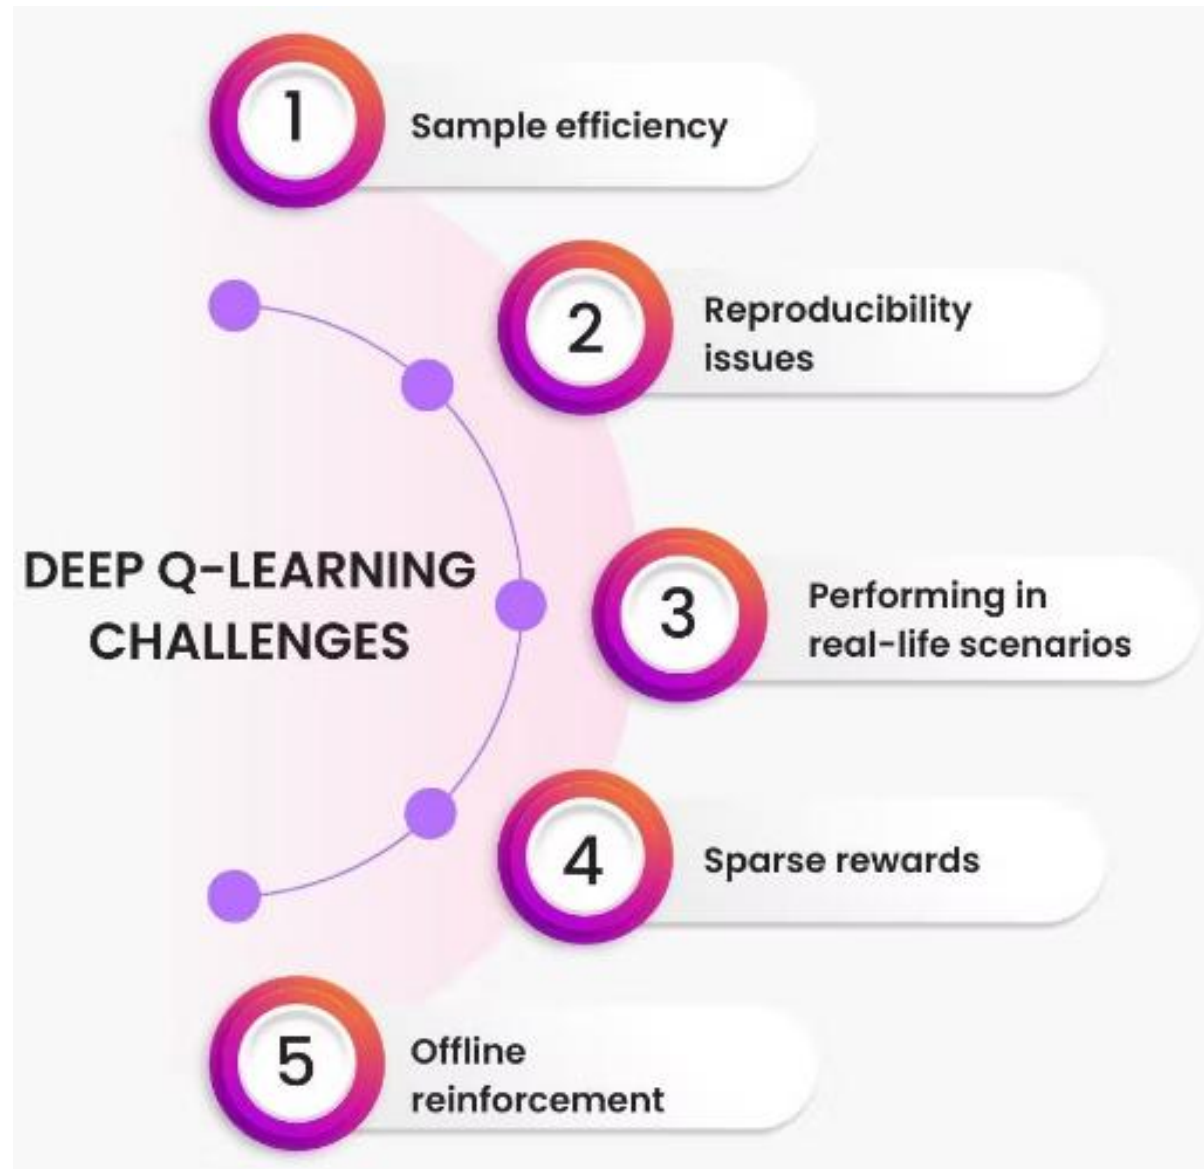 1
Sample efficiency
2
Reproducibility
issues
DEEP Q-LEARNING
CHALLENGES
3
Performing in
real-life scenarios
4
Sparse rewards
5
Offline
reinforcement